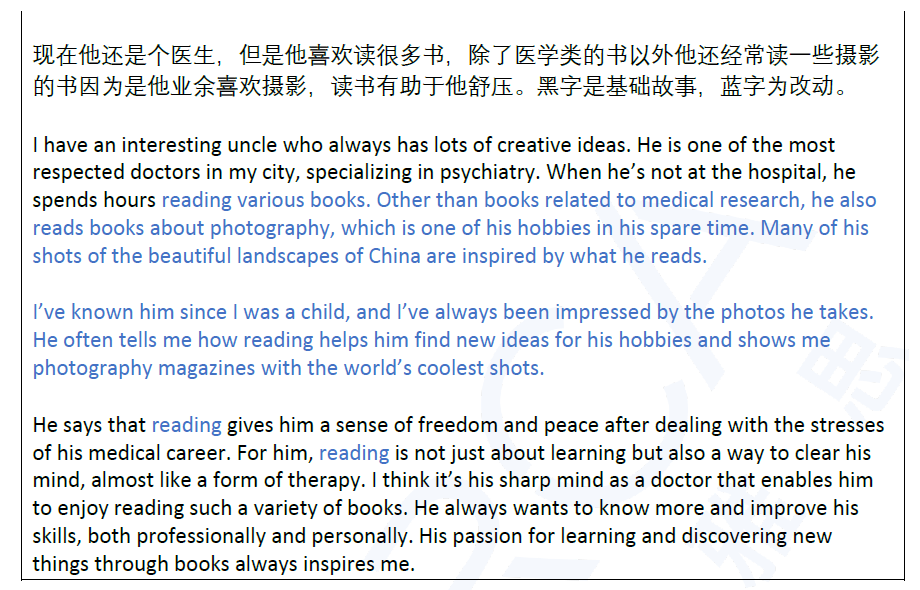 现在他还是个医生，但是他喜欢读很多书，除了医学类的书以外他还经常读一些摄影
的书因为是他业余喜欢摄影，读书有助于他舒压。黑字是基础故事，蓝字为改动。
I have an interesting uncle who always has lots of creative ideas. He is one of the most
respected doctors in my city, specializing in psychiatry. When he’s not at the hospital, he
spends hours reading various books. Other than books related to medical research, he also
reads books about photography, which is one of his hobbies in his spare time. Many of his
shots of the beautiful landscapes of China are inspired by what he reads.
I’ve known him since I was a child, and I’ve always been impressed by the photos he takes.
He often tells me how reading helps him find new ideas for his hobbies and shows me
photography magazines with the world’s coolest shots.
He says that reading gives him a sense of freedom and peace after dealing with the stresses
of his medical career. For him, reading is not just about learning but also a way to clear his
mind, almost like a form of therapy. I think it’s his sharp mind as a doctor that enables him
to enjoy reading such a variety of books. He always wants to know more and improve his
skills, both professionally and personally. His passion for learning and discovering new
things through books always inspires me.